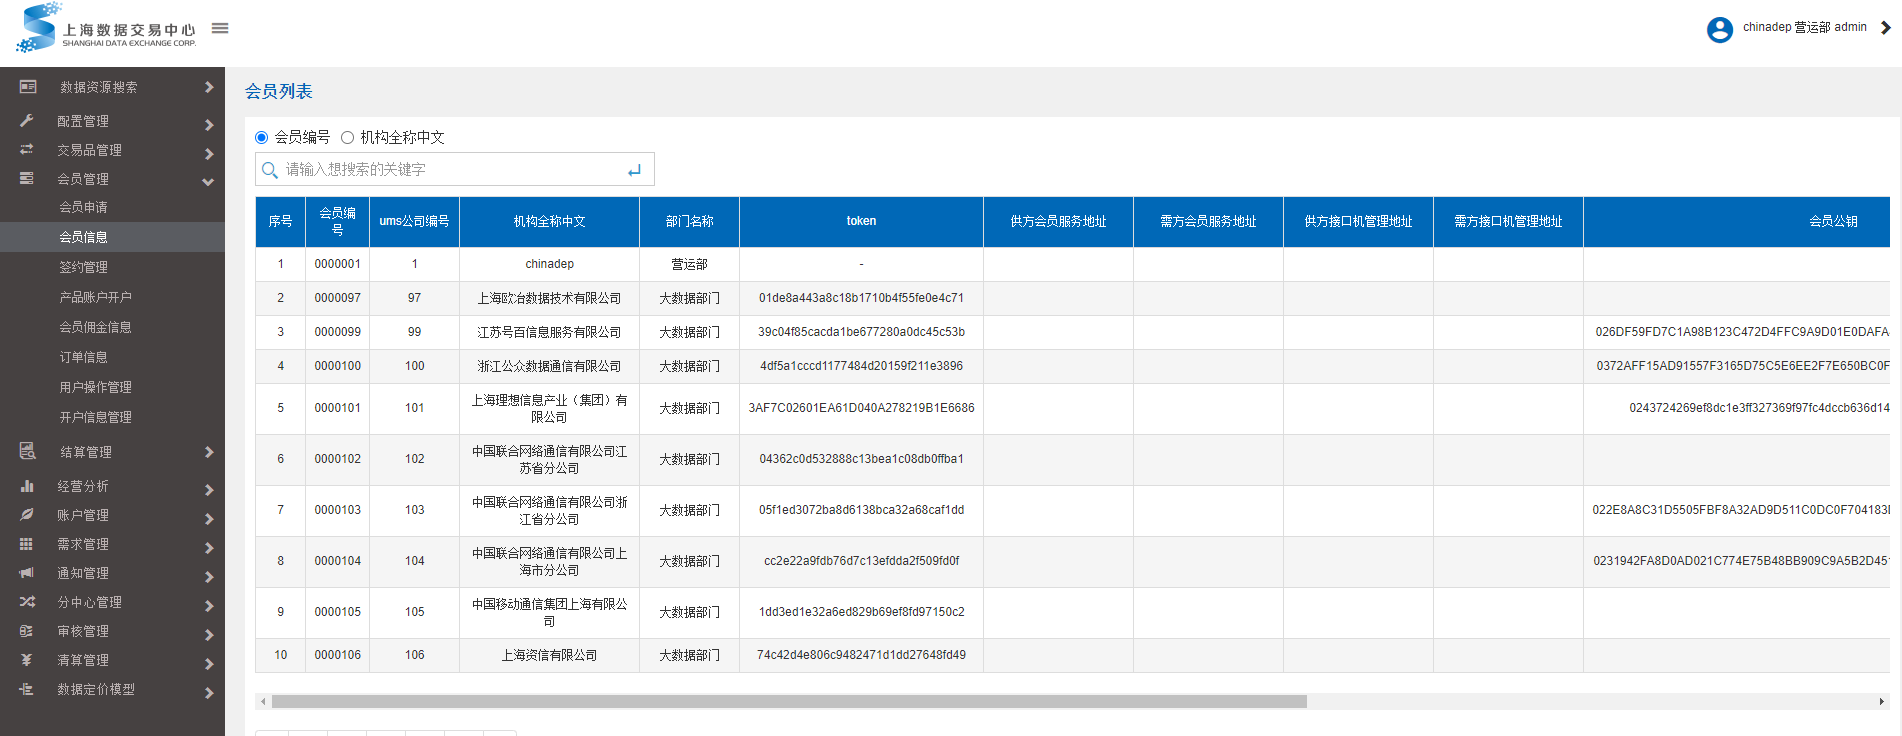 上海数据交易中心
SHANGHAI DATA EXCHANGE CORP.
chinadep 营运部 admin
数据资源搜索
配置管理
交易品管理
会员管理
会员申请
会员信息
签约管理
产品账户开户
会员佣金信息
订单信息
用户操作管理
开户信息管理
结算管理
经营分析
账户管理
需求管理
通知管理
分中心管理
审核管理
清算管理
数据定价模型
会员列表
会员编号 机构全称中文
请输入想搜索的关键字
序号 会员编号 ums公司编号 机构全称中文 部门名称 token 供方会员服务地址 需方会员服务地址 供方接口机管理地址 需方接口机管理地址 会员公钥
1 0000001 1 chinadep 营运部 -
2 0000097 97 上海欧冶数据技术有限公司 大数据部门 01de8a443a8c18b1710b4f55fe0e4c71
3 0000099 99 江苏号百信息服务有限公司 大数据部门 39c04f85cacda1be677280a0dc45c53b 026DF59FD7C1A98B123C472D4FFC9A9D01E0DAFA
4 0000100 100 浙江公众数据通信有限公司 大数据部门 4df5a1cccd1177484d20159f211e3896 0372AFF15AD91557F3165D75C5E6EE2F7E650BC0F
5 0000101 101 上海理想信息产业（集团）有限公司 大数据部门 3AF7C02601EA61D040A278219B1E6686 0243724269ef8dc1e3ff327369f97fc4dccb636d14
6 0000102 102 中国联合网络通信有限公司江苏省分公司 大数据部门 04362c0d532888c13bea1c08db0ffba1
7 0000103 103 中国联合网络通信有限公司浙江省分公司 大数据部门 05f1ed3072ba8d6138bca32a68caf1dd 022E8A8C31D5505FBF8A32AD9D511C0DC0F704183
8 0000104 104 中国联合网络通信有限公司上海市分公司 大数据部门 cc2e22a9fdb76d7c13efdda2f509fd0f 0231942FA8D0AD021C774E75B48BB909C9A5B2D45
9 0000105 105 中国移动通信集团上海有限公司 大数据部门 1dd3ed1e32a6ed829b69ef8fd97150c2
10 0000106 106 上海资信有限公司 大数据部门 74c42d4e806c9482471d1dd27648fd49